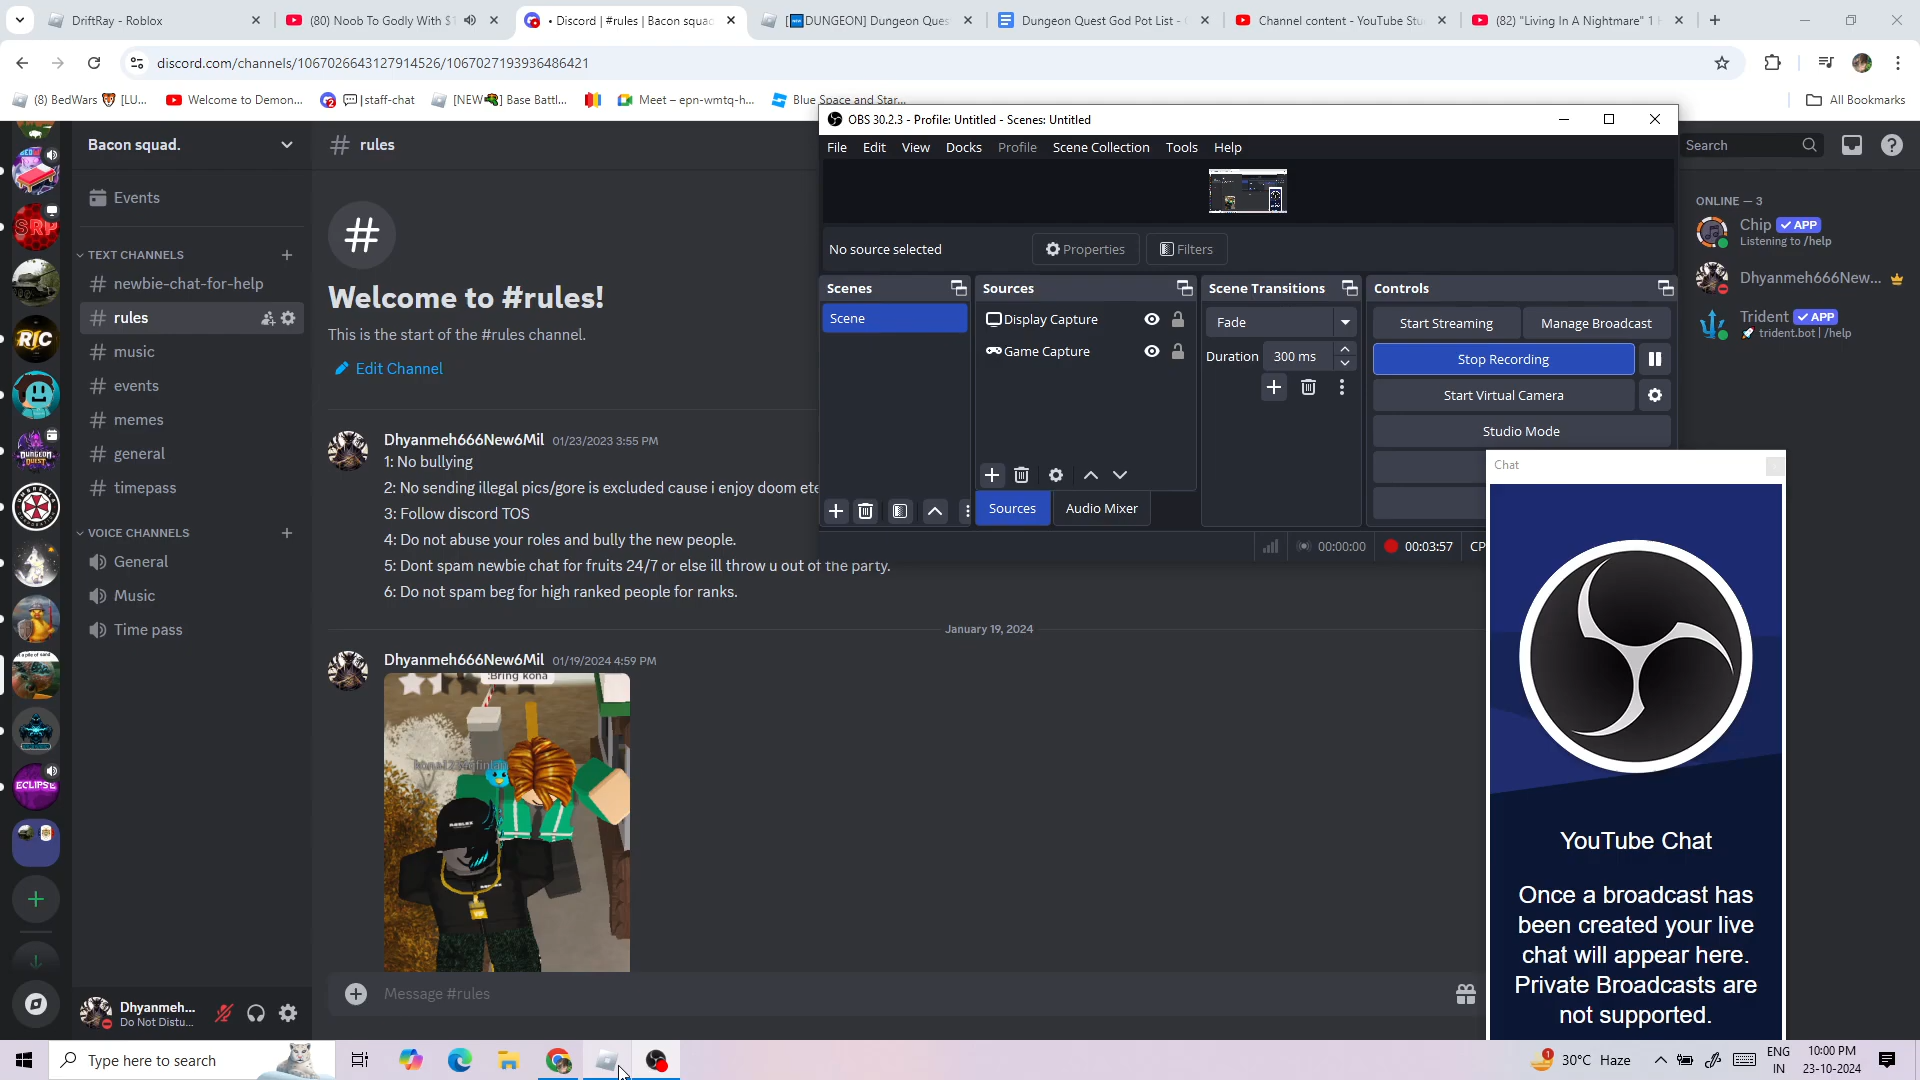 DriftRay - Roblox
(80) Noob To Godly With $1
• Discord | #rules | Bacon squad
[DUNGEON] Dungeon Ques
Dungeon Quest God Pot List -
Channel content - YouTube Stu
(82) "Living In A Nightmare" 1
discord.com/channels/1067026643127914526/1067027193936486421
(8) BedWars [LU...
Welcome to Demon...
|staff-chat
[NEW] Base Battl...
Meet – epn-wmtq-h...
Blue Space and Star...
All Bookmarks
OBS 30.2.3 - Profile: Untitled - Scenes: Untitled
File
Edit
View
Docks
Profile
Scene Collection
Tools
Help
No source selected
Properties
Filters
Scenes
Scene
Sources
Display Capture
Game Capture
Sources
Audio Mixer
Scene Transitions
Fade
Duration
300 ms
Controls
Start Streaming
Manage Broadcast
Stop Recording
Start Virtual Camera
Studio Mode
00:00:00
00:03:57
Bacon squad.
Events
TEXT CHANNELS
newbie-chat-for-help
rules
music
events
memes
general
timepass
VOICE CHANNELS
General
Music
Time pass
SRP
RIC
DUNGEON QUEST
ECLIPSE
Dhyanmeh...
Do Not Distu...
# rules
Welcome to #rules!
This is the start of the #rules channel.
Edit Channel
Dhyanmeh666New6Mil 01/23/2023 3:55 PM
1: No bullying
2: No sending illegal pics/gore is excluded cause i enjoy doom ete
3: Follow discord TOS
4: Do not abuse your roles and bully the new people.
5: Dont spam newbie chat for fruits 24/7 or else ill throw u out of the party.
6: Do not spam beg for high ranked people for ranks.
January 19, 2024
Dhyanmeh666New6Mil 01/19/2024 4:59 PM
:Bring kona
Message #rules
Search
ONLINE — 3
Chip ✓ APP
Listening to /help
Dhyanmeh666New...
Trident ✓ APP
trident.bot | /help
Chat
YouTube Chat
Once a broadcast has
been created your live
chat will appear here.
Private Broadcasts are
not supported.
Type here to search
30°C Haze
ENG
IN
10:00 PM
23-10-2024